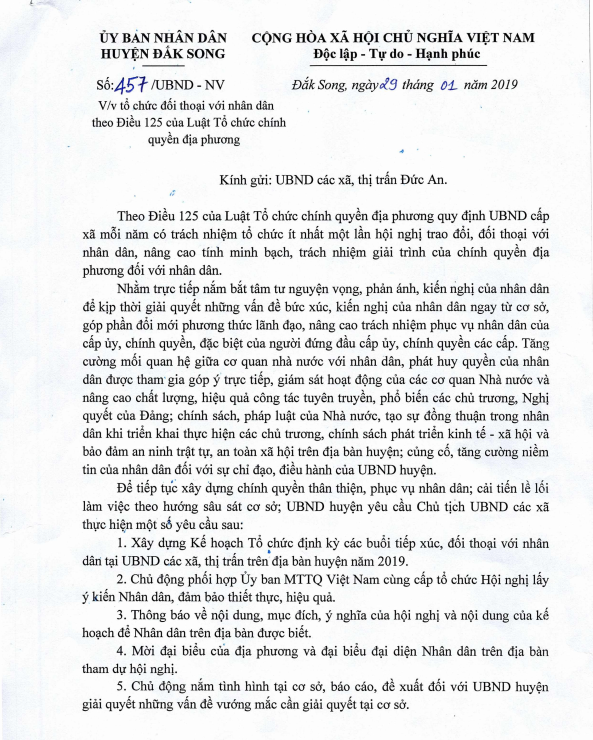 ỦY BAN NHÂN DÂN
HUYỆN ĐẮK SONG
CỘNG HÒA XÃ HỘI CHỦ NGHĨA VIỆT NAM
Độc lập - Tự do - Hạnh phúc
Số: 457/UBND - NV
Đắk Song, ngày 29 tháng 01 năm 2019
V/v tổ chức đối thoại với nhân dân
theo Điều 125 của Luật Tổ chức chính
quyền địa phương
Kính gửi: UBND các xã, thị trấn Đức An.
Theo Điều 125 của Luật Tổ chức chính quyền địa phương quy định UBND cấp
xã mỗi năm có trách nhiệm tổ chức ít nhất một lần hội nghị trao đổi, đối thoại với
nhân dân, nâng cao tính minh bạch, trách nhiệm giải trình của chính quyền địa
phương đối với nhân dân.
Nhằm trực tiếp nắm bắt tâm tư nguyện vọng, phản ánh, kiến nghị của nhân dân
để kịp thời giải quyết những vấn đề bức xúc, kiến nghị của nhân dân ngay từ cơ sở,
góp phần đổi mới phương thức lãnh đạo, nâng cao trách nhiệm phục vụ nhân dân của
cấp ủy, chính quyền, đặc biệt của người đứng đầu cấp ủy, chính quyền các cấp. Tăng
cường mối quan hệ giữa cơ quan nhà nước với nhân dân, phát huy quyền của nhân
dân được tham gia góp ý trực tiếp, giám sát hoạt động của các cơ quan Nhà nước và
nâng cao chất lượng, hiệu quả công tác tuyên truyền, phổ biến các chủ trương, Nghị
quyết của Đảng; chính sách, pháp luật của Nhà nước, tạo sự đồng thuận trong nhân
dân khi triển khai thực hiện các chủ trương, chính sách phát triển kinh tế - xã hội và
bảo đảm an ninh trật tự, an toàn xã hội trên địa bàn huyện; củng cố, tăng cường niềm
tin của nhân dân đối với sự chỉ đạo, điều hành của UBND huyện.
Để tiếp tục xây dựng chính quyền thân thiện, phục vụ nhân dân; cải tiến lề lối
làm việc theo hướng sâu sát cơ sở; UBND huyện yêu cầu Chủ tịch UBND các xã
thực hiện một số yêu cầu sau:
1. Xây dựng Kế hoạch Tổ chức định kỳ các buổi tiếp xúc, đối thoại với nhân
dân tại UBND các xã, thị trấn trên địa bàn huyện năm 2019.
2. Chủ động phối hợp Ủy ban MTTQ Việt Nam cùng cấp tổ chức Hội nghị lấy
ý kiến Nhân dân, đảm bảo thiết thực, hiệu quả.
3. Thông báo về nội dung, mục đích, ý nghĩa của hội nghị và nội dung của kế
hoạch để Nhân dân trên địa bàn được biết.
4. Mời đại biểu của địa phương và đại biểu đại diện Nhân dân trên địa bàn
tham dự hội nghị.
5. Chủ động nắm tình hình tại cơ sở, báo cáo, đề xuất đối với UBND huyện
giải quyết những vấn đề vướng mắc cần giải quyết tại cơ sở.